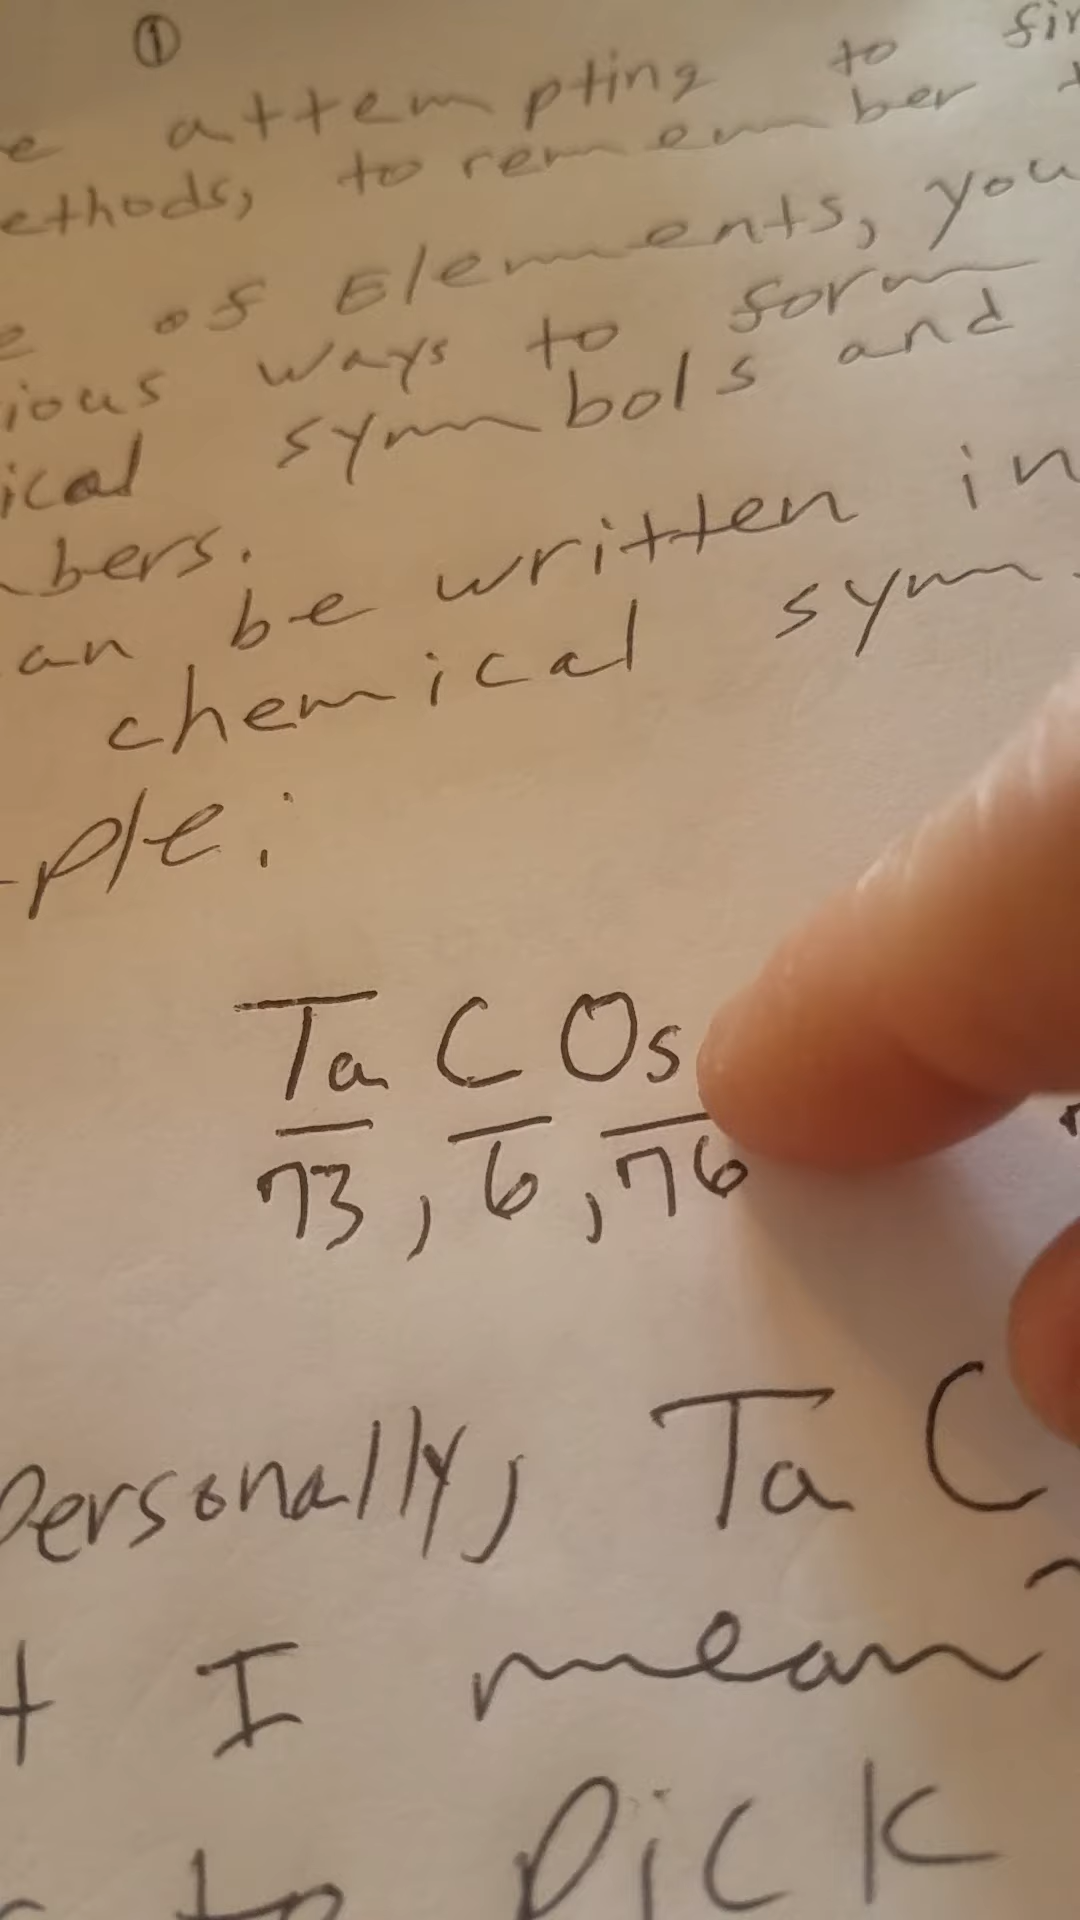 ①
attempting to
ethods, to remember
of Elements, you
ious ways to form
ical symbols and
bers.
an be written in
chemical sym
ple:
Ta C Os
73, 6, 76
Personally, Ta C
I mean
to Pick